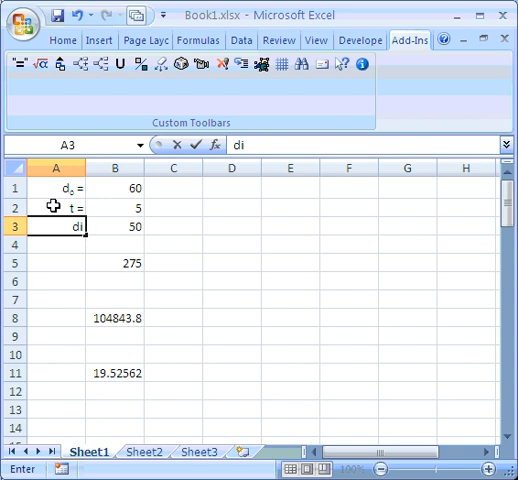 Book1.xlsx - Microsoft Excel
Home Insert Page Layc Formulas Data Review View Develope Add-Ins
"=" √α U %
Custom Toolbars
A3 fx di
A B C D E F G H
1 do = 60
2 t = 5
3 di 50
4
5 275
6
7
8 104843.8
9
10
11 19.52562
12
13
14
Sheet1 Sheet2 Sheet3
Enter 100%